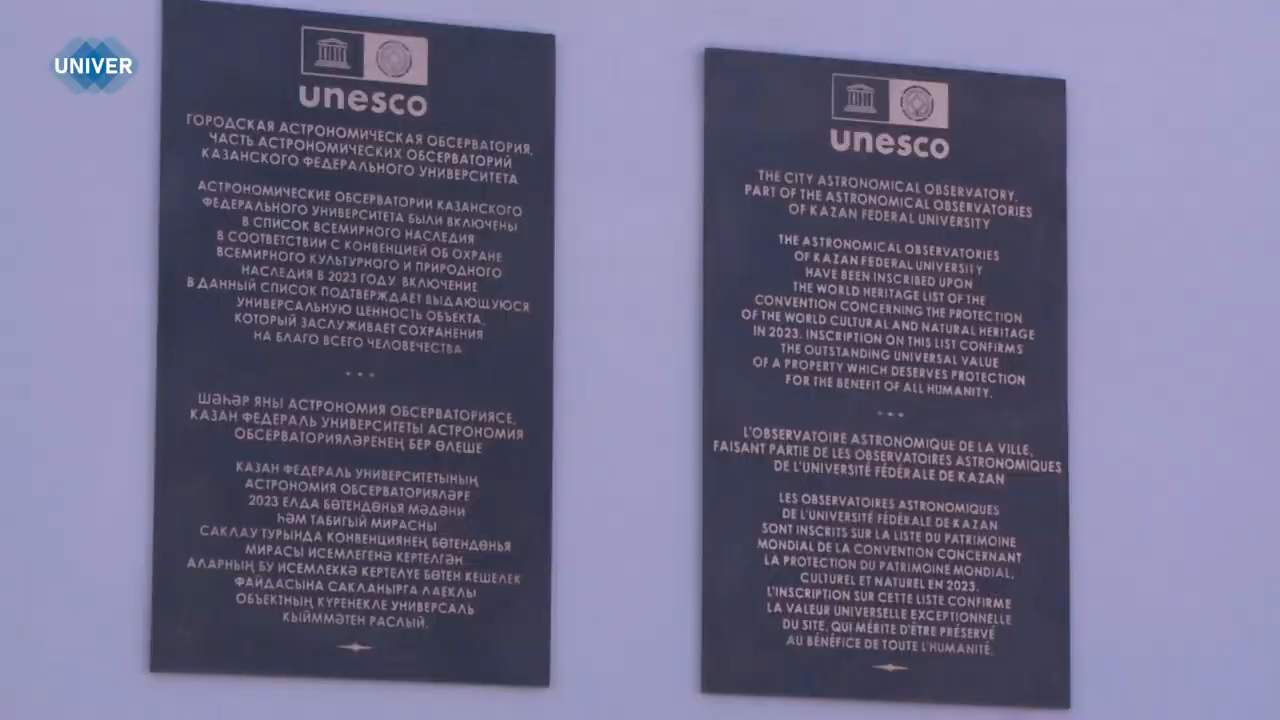 UNIVER
unesco
ГОРОДСКАЯ АСТРОНОМИЧЕСКАЯ ОБСЕРВАТОРИЯ,
ЧАСТЬ АСТРОНОМИЧЕСКИХ ОБСЕРВАТОРИЙ
КАЗАНСКОГО ФЕДЕРАЛЬНОГО УНИВЕРСИТЕТА
АСТРОНОМИЧЕСКИЕ ОБСЕРВАТОРИИ КАЗАНСКОГО
ФЕДЕРАЛЬНОГО УНИВЕРСИТЕТА БЫЛИ ВКЛЮЧЕНЫ
В СПИСОК ВСЕМИРНОГО НАСЛЕДИЯ
В СООТВЕТСТВИИ С КОНВЕНЦИЕЙ ОБ ОХРАНЕ
ВСЕМИРНОГО КУЛЬТУРНОГО И ПРИРОДНОГО
НАСЛЕДИЯ В 2023 ГОДУ. ВКЛЮЧЕНИЕ
В ДАННЫЙ СПИСОК ПОДТВЕРЖДАЕТ ВЫДАЮЩУЮСЯ
УНИВЕРСАЛЬНУЮ ЦЕННОСТЬ ОБЪЕКТА,
КОТОРЫЙ ЗАСЛУЖИВАЕТ СОХРАНЕНИЯ
НА БЛАГО ВСЕГО ЧЕЛОВЕЧЕСТВА
ШӘҺӘР ЯНЫ АСТРОНОМИЯ ОБСЕРВАТОРИЯСЕ,
КАЗАН ФЕДЕРАЛЬ УНИВЕРСИТЕТЫ АСТРОНОМИЯ
ОБСЕРВАТОРИЯЛӘРЕНЕҢ БЕР ӨЛЕШЕ
КАЗАН ФЕДЕРАЛЬ УНИВЕРСИТЕТЫНЫҢ
АСТРОНОМИЯ ОБСЕРВАТОРИЯЛӘРЕ
2023 ЕЛДА БӨТЕНДӨНЬЯ МӘДӘНИ
ҺӘМ ТАБИГЫЙ МИРАСНЫ
САКЛАУ ТУРЫНДА КОНВЕНЦИЯНЕҢ БӨТЕНДӨНЬЯ
МИРАСЫ ИСЕМЛЕГЕНӘ КЕРТЕЛГӘН.
АЛАРНЫҢ БУ ИСЕМЛЕККӘ КЕРТЕЛҮЕ БӨТЕН КЕШЕЛЕК
ФАЙДАСЫНА САКЛАНЫРГА ЛАЕКЛЫ
ОБЪЕКТНЫҢ КҮРЕНЕКЛЕ УНИВЕРСАЛЬ
КЫЙММӘТЕН РАСЛЫЙ.
unesco
THE CITY ASTRONOMICAL OBSERVATORY,
PART OF THE ASTRONOMICAL OBSERVATORIES
OF KAZAN FEDERAL UNIVERSITY
THE ASTRONOMICAL OBSERVATORIES
OF KAZAN FEDERAL UNIVERSITY
HAVE BEEN INSCRIBED UPON
THE WORLD HERITAGE LIST OF THE
CONVENTION CONCERNING THE PROTECTION
OF THE WORLD CULTURAL AND NATURAL HERITAGE
IN 2023. INSCRIPTION ON THIS LIST CONFIRMS
THE OUTSTANDING UNIVERSAL VALUE
OF A PROPERTY WHICH DESERVES PROTECTION
FOR THE BENEFIT OF ALL HUMANITY.
L'OBSERVATOIRE ASTRONOMIQUE DE LA VILLE,
FAISANT PARTIE DE LES OBSERVATOIRES ASTRONOMIQUES
DE L'UNIVERSITÉ FÉDÉRALE DE KAZAN
LES OBSERVATOIRES ASTRONOMIQUES
DE L'UNIVERSITÉ FÉDÉRALE DE KAZAN
SONT INSCRITS SUR LA LISTE DU PATRIMOINE
MONDIAL DE LA CONVENTION CONCERNANT
LA PROTECTION DU PATRIMOINE MONDIAL,
CULTUREL ET NATUREL EN 2023.
L'INSCRIPTION SUR CETTE LISTE CONFIRME
LA VALEUR UNIVERSELLE EXCEPTIONNELLE
DU SITE, QUI MÉRITE D'ÊTRE PRÉSERVÉ
AU BÉNÉFICE DE TOUTE L'HUMANITÉ.